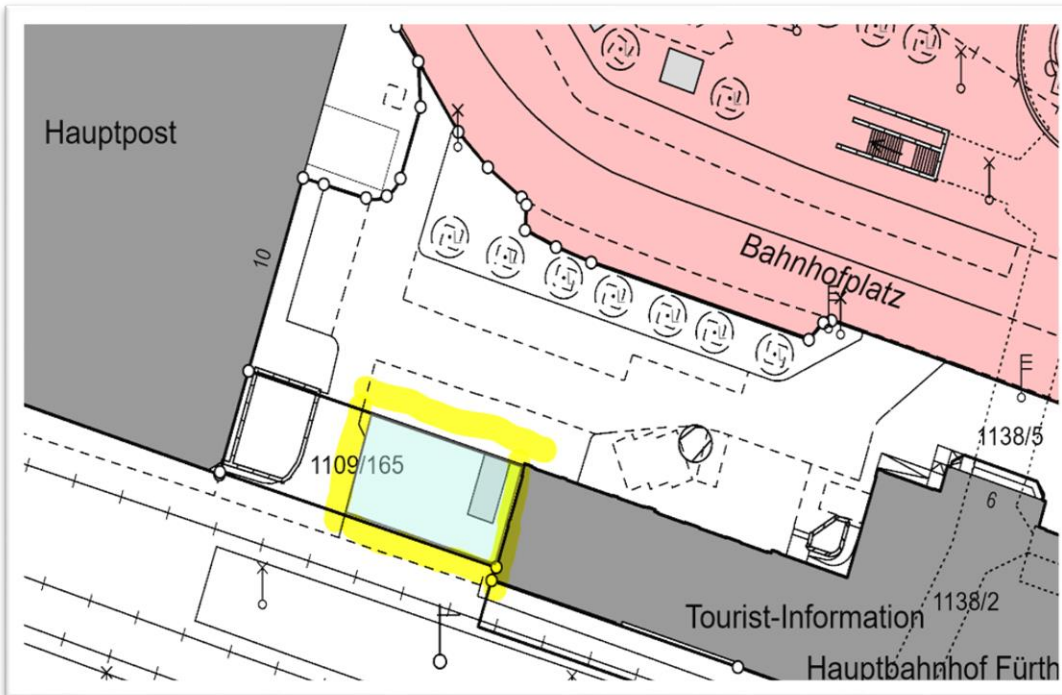 Hauptpost
10
Bahnhofplatz
1138/5
1109/165
6
Tourist-Information
1138/2
Hauptbahnhof Fürth